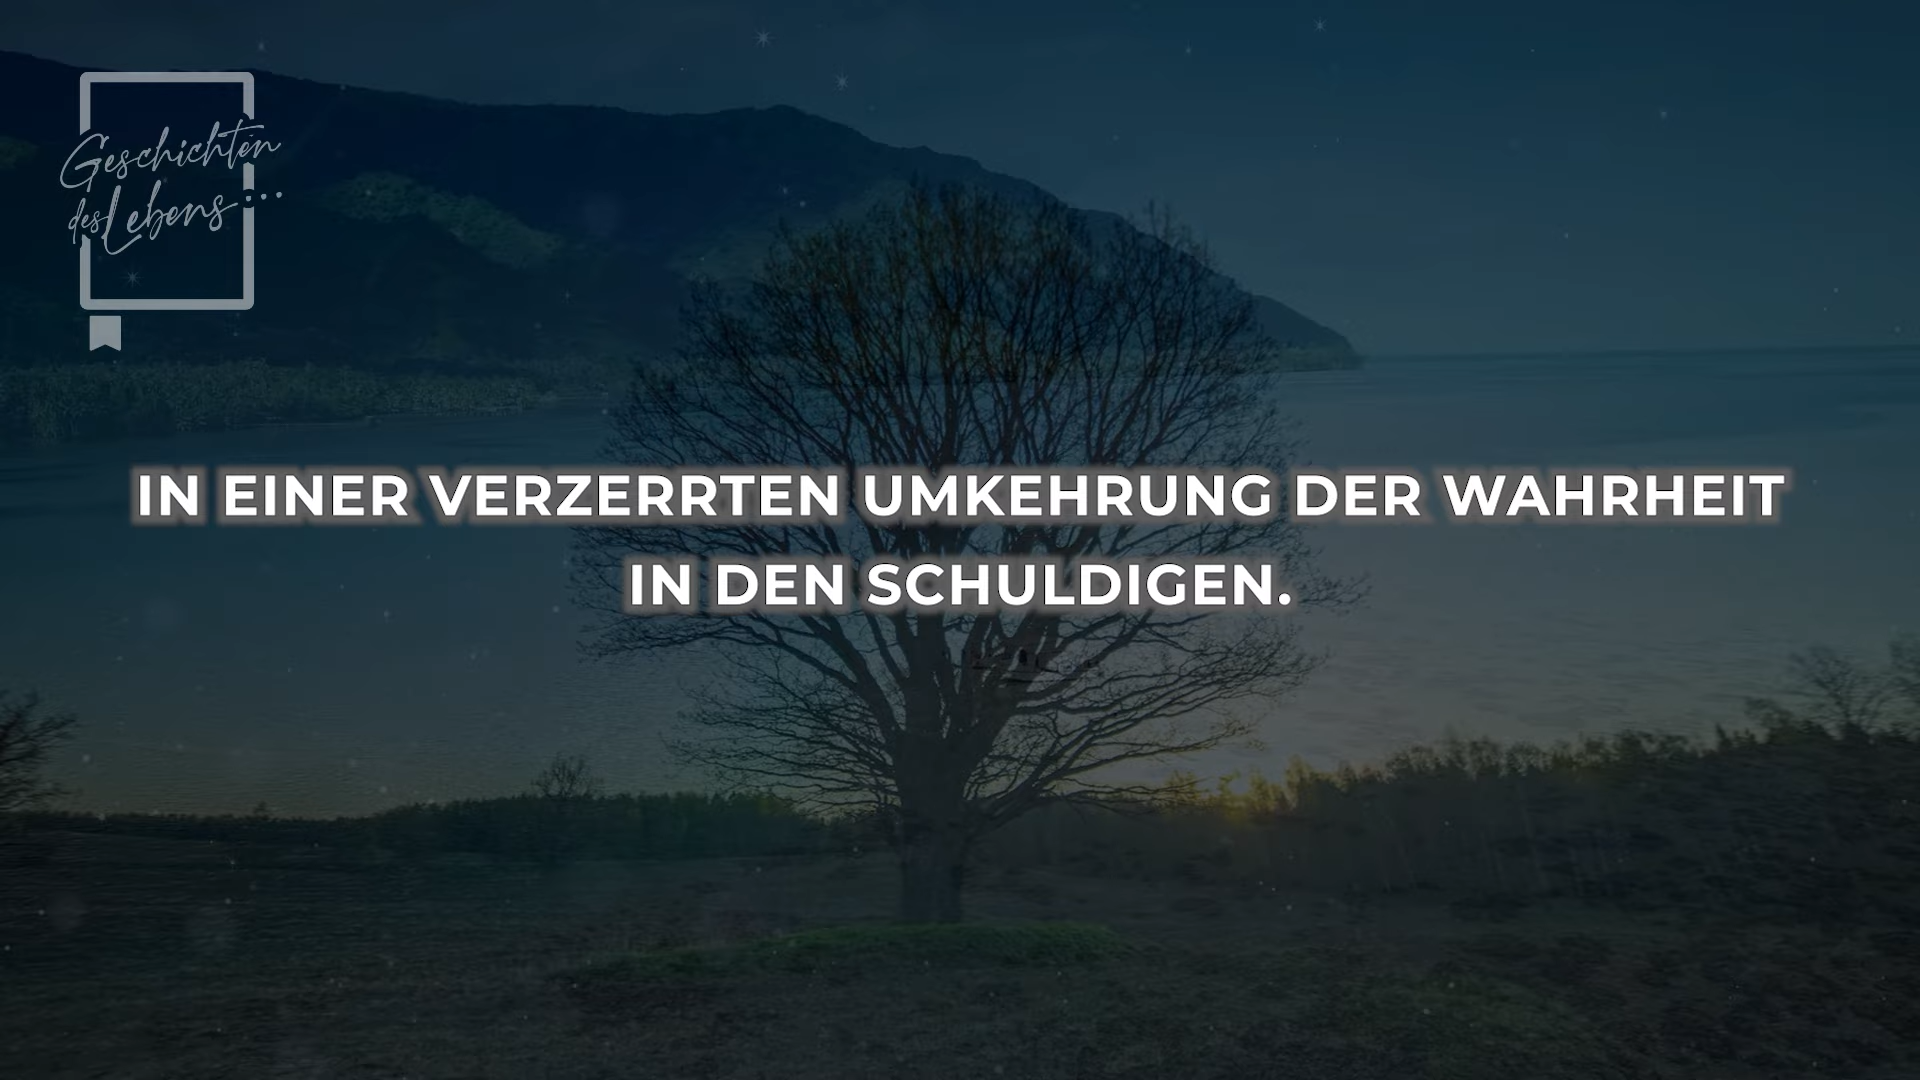 Geschichten
des Lebens...
IN EINER VERZERRTEN UMKEHRUNG DER WAHRHEIT
IN DEN SCHULDIGEN.